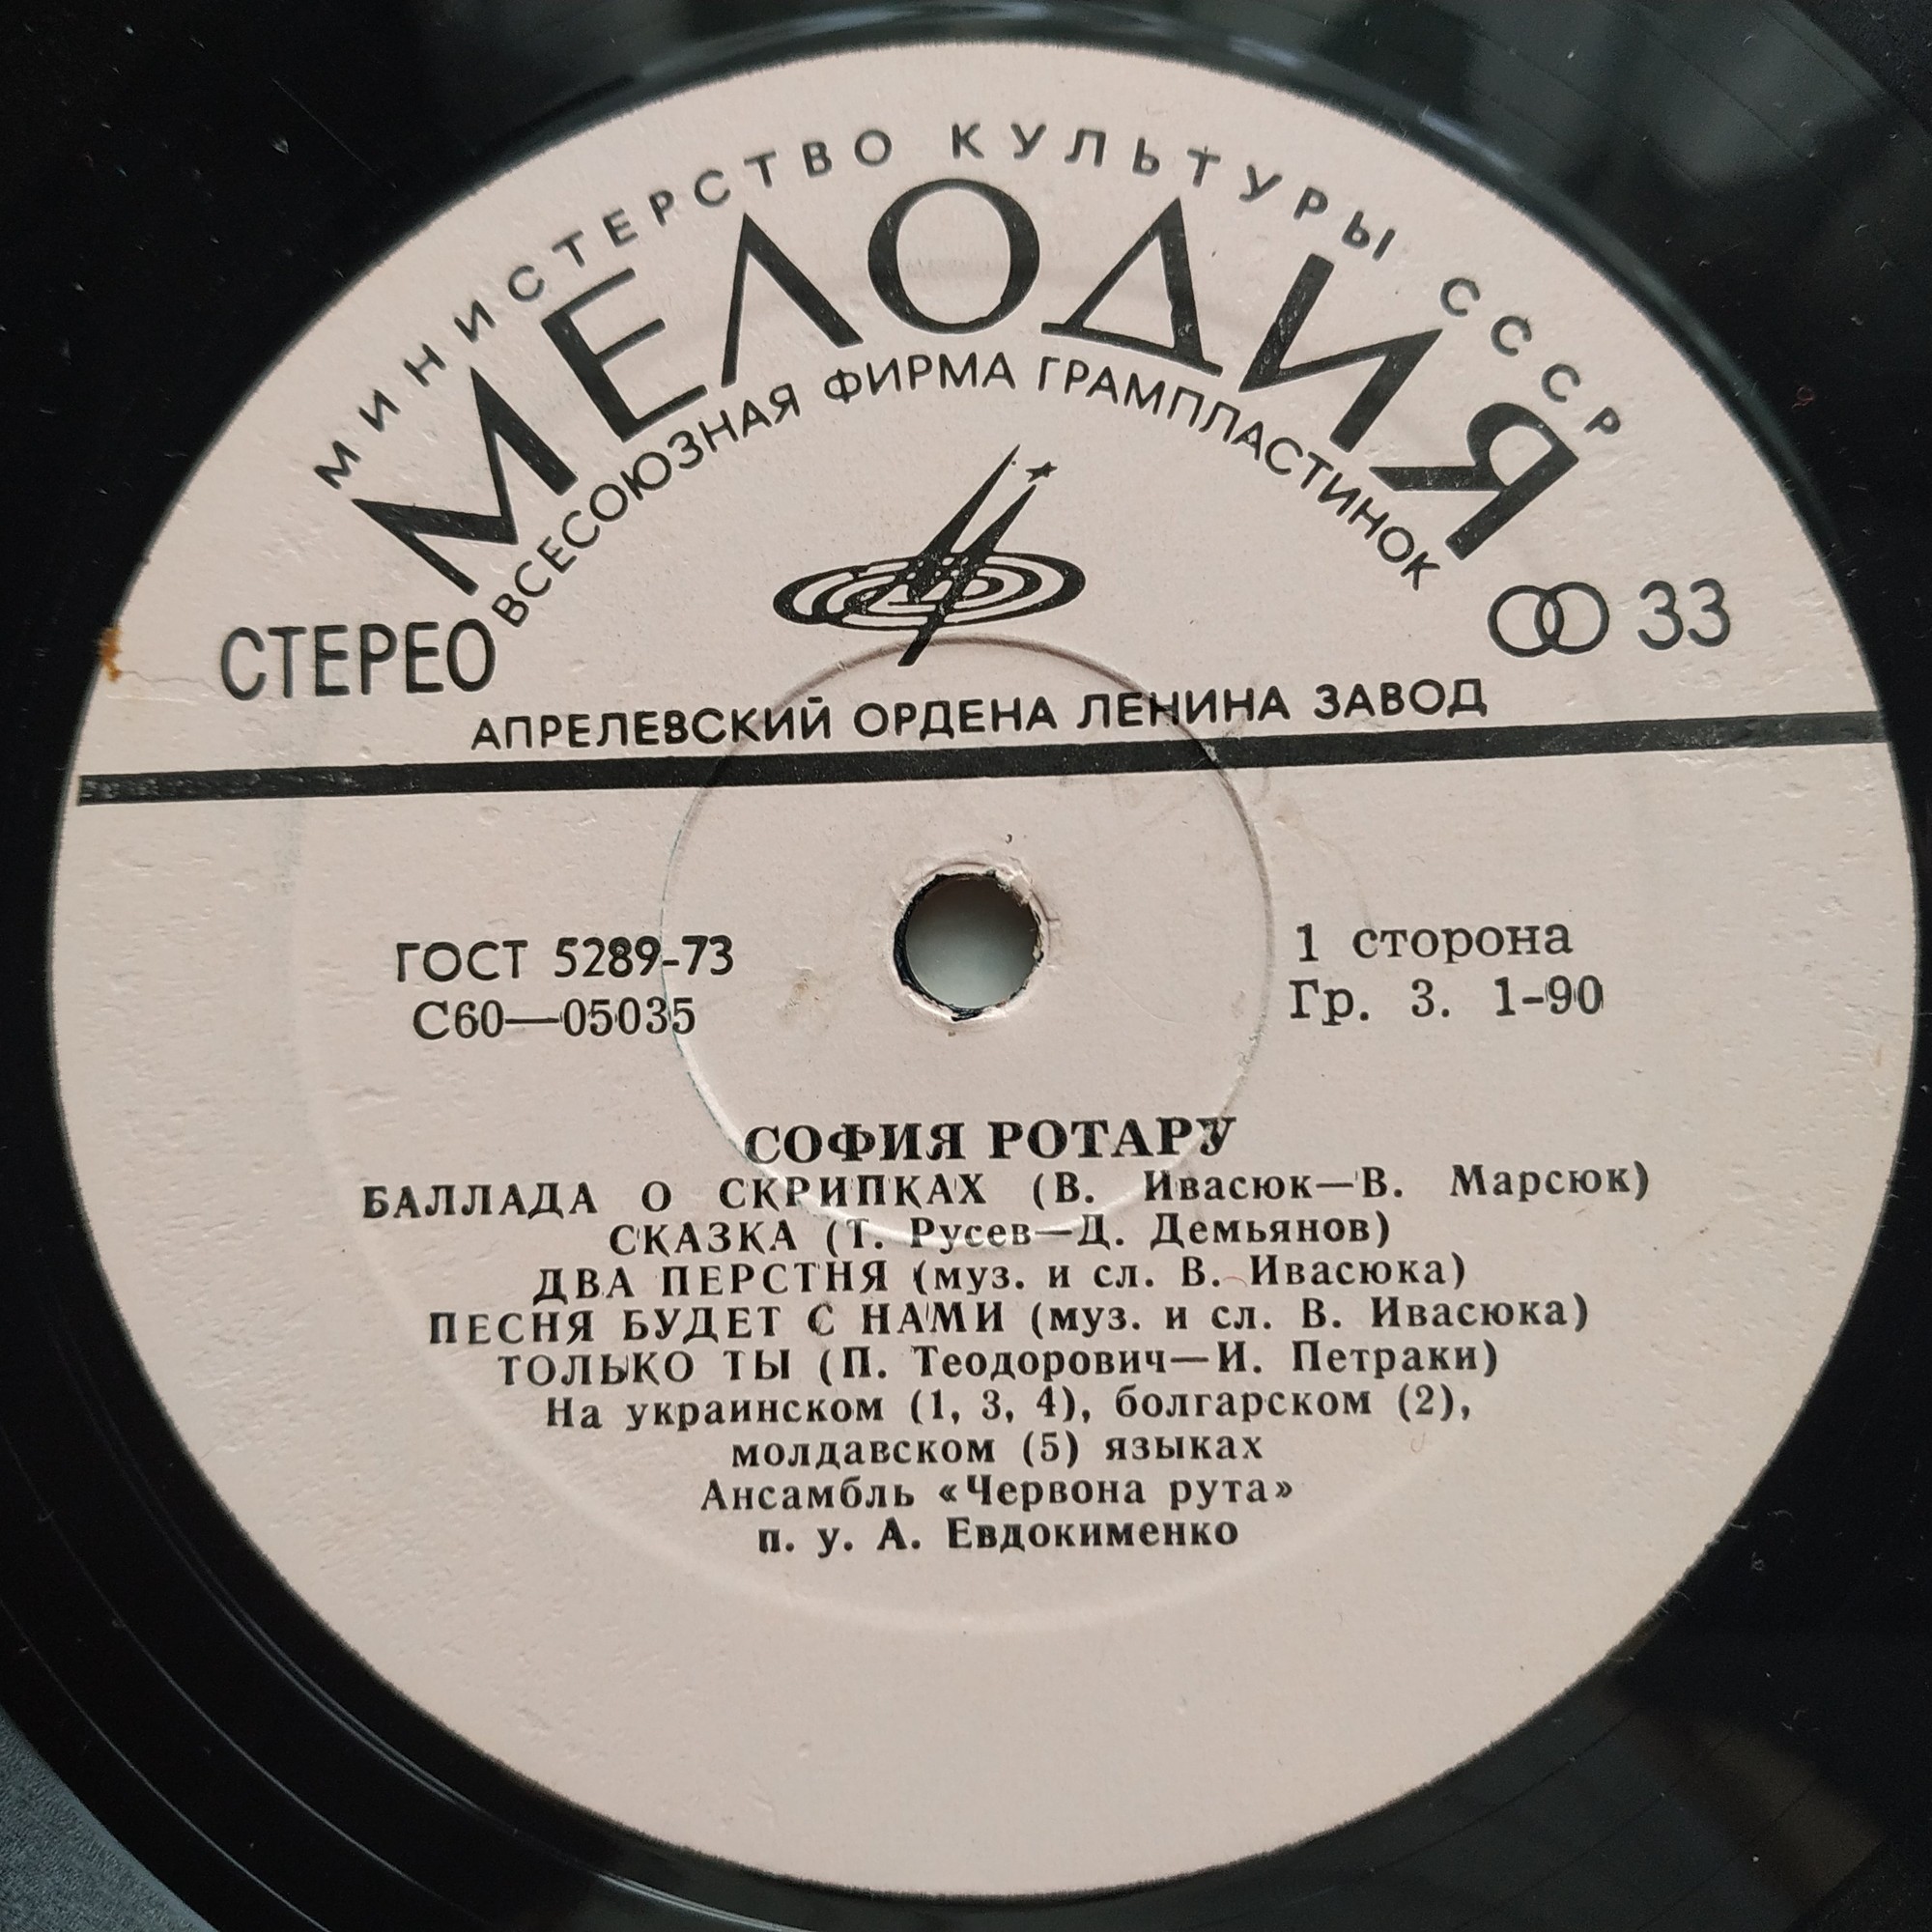 МИНИСТЕРСТВО КУЛЬТУРЫ СССР
МЕЛОДИЯ
ВСЕСОЮЗНАЯ ФИРМА ГРАМПЛАСТИНОК
СТЕРЕО
33
АПРЕЛЕВСКИЙ ОРДЕНА ЛЕНИНА ЗАВОД
ГОСТ 5289-73
С60—05035
1 сторона
Гр. 3. 1-90
СОФИЯ РОТАРУ
БАЛЛАДА О СКРИПКАХ (В. Ивасюк—В. Марсюк)
СКАЗКА (Т. Русев—Д. Демьянов)
ДВА ПЕРСТНЯ (муз. и сл. В. Ивасюка)
ПЕСНЯ БУДЕТ С НАМИ (муз. и сл. В. Ивасюка)
ТОЛЬКО ТЫ (П. Теодорович—И. Петраки)
На украинском (1, 3, 4), болгарском (2),
молдавском (5) языках
Ансамбль «Червона рута»
п. у. А. Евдокименко